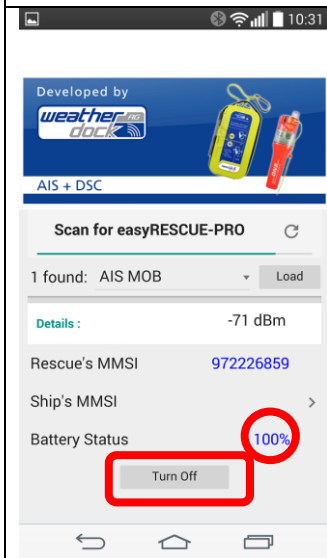 10:31
Developed by
weather AG
dock
AIS + DSC
Scan for easyRESCUE-PRO
1 found: AIS MOB Load
Details : -71 dBm
Rescue's MMSI 972226859
Ship's MMSI >
Battery Status 100%
Turn Off